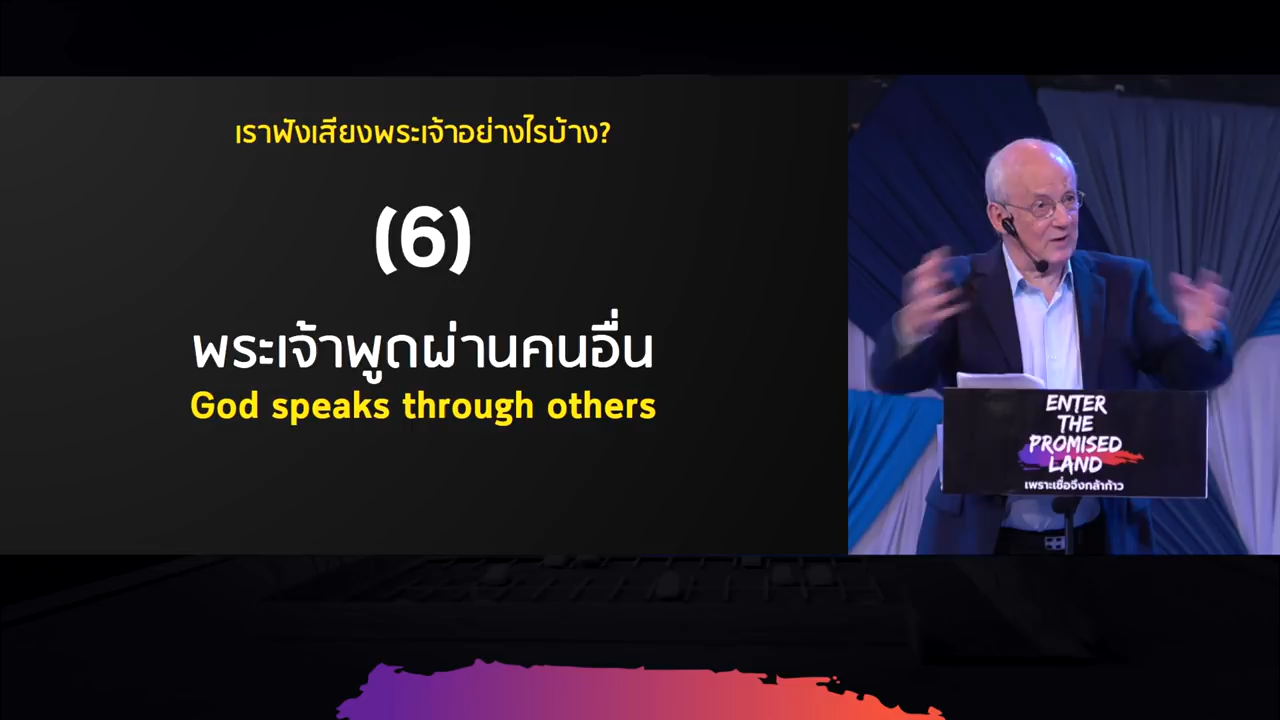 เราฟังเสียงพระเจ้าอย่างไรบ้าง?
(6)
พระเจ้าพูดผ่านคนอื่น
God speaks through others
ENTER
THE
PROMISED
LAND
เพราะเชื่อจึงกล้าก้าว